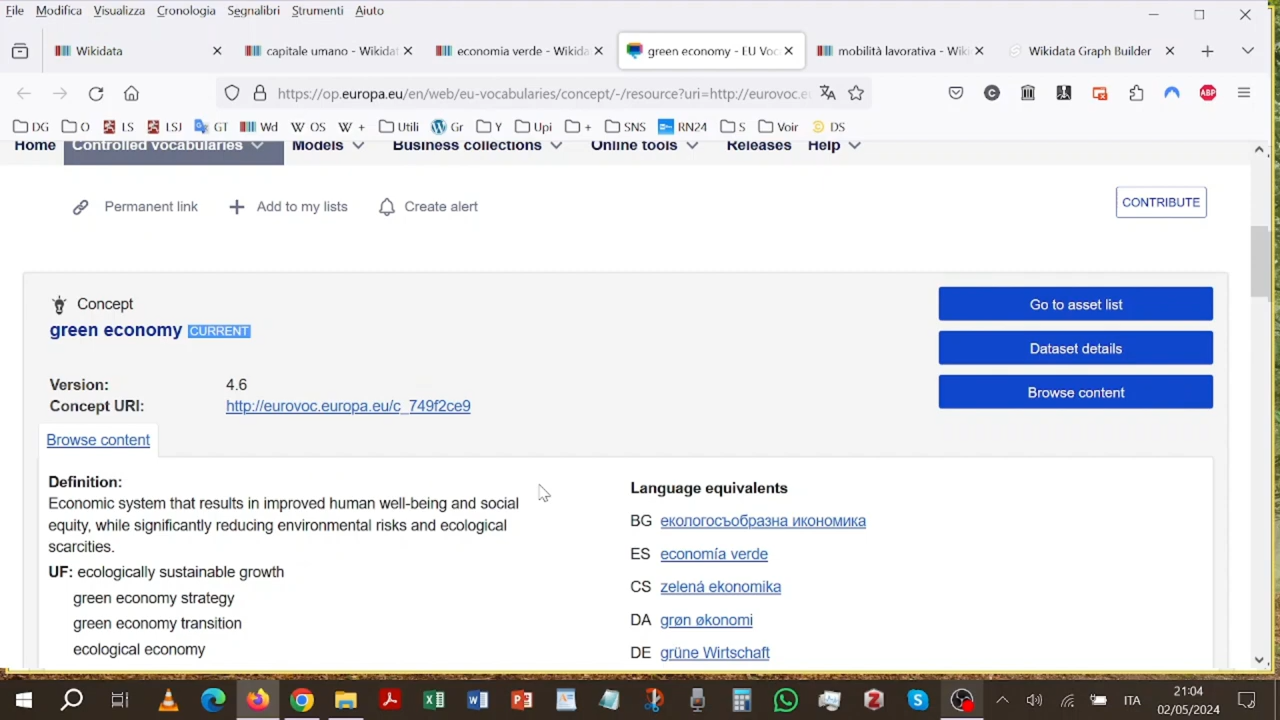 File Modifica Visualizza Cronologia Segnalibri Strumenti Aiuto
Wikidata
capitale umano - Wikidat
economia verde - Wikida
green economy - EU Voc
mobilità lavorativa - Wiki
Wikidata Graph Builder
https://op.europa.eu/en/web/eu-vocabularies/concept/-/resource?uri=http://eurovoc.eu
DG O LS LSJ GT Wd OS + Utili Gr Y Upi + SNS RN24 S Voir DS
Home Controlled vocabularies Models Business collections Online tools Releases Help
Permanent link Add to my lists Create alert
CONTRIBUTE
Concept
green economy CURRENT
Go to asset list
Dataset details
Browse content
Version: 4.6
Concept URI: http://eurovoc.europa.eu/c_749f2ce9
Browse content
Definition:
Economic system that results in improved human well-being and social
equity, while significantly reducing environmental risks and ecological
scarcities.
UF: ecologically sustainable growth
green economy strategy
green economy transition
ecological economy
Language equivalents
BG екологосъобразна икономика
ES economía verde
CS zelená ekonomika
DA grøn økonomi
DE grüne Wirtschaft
ITA
21:04
02/05/2024